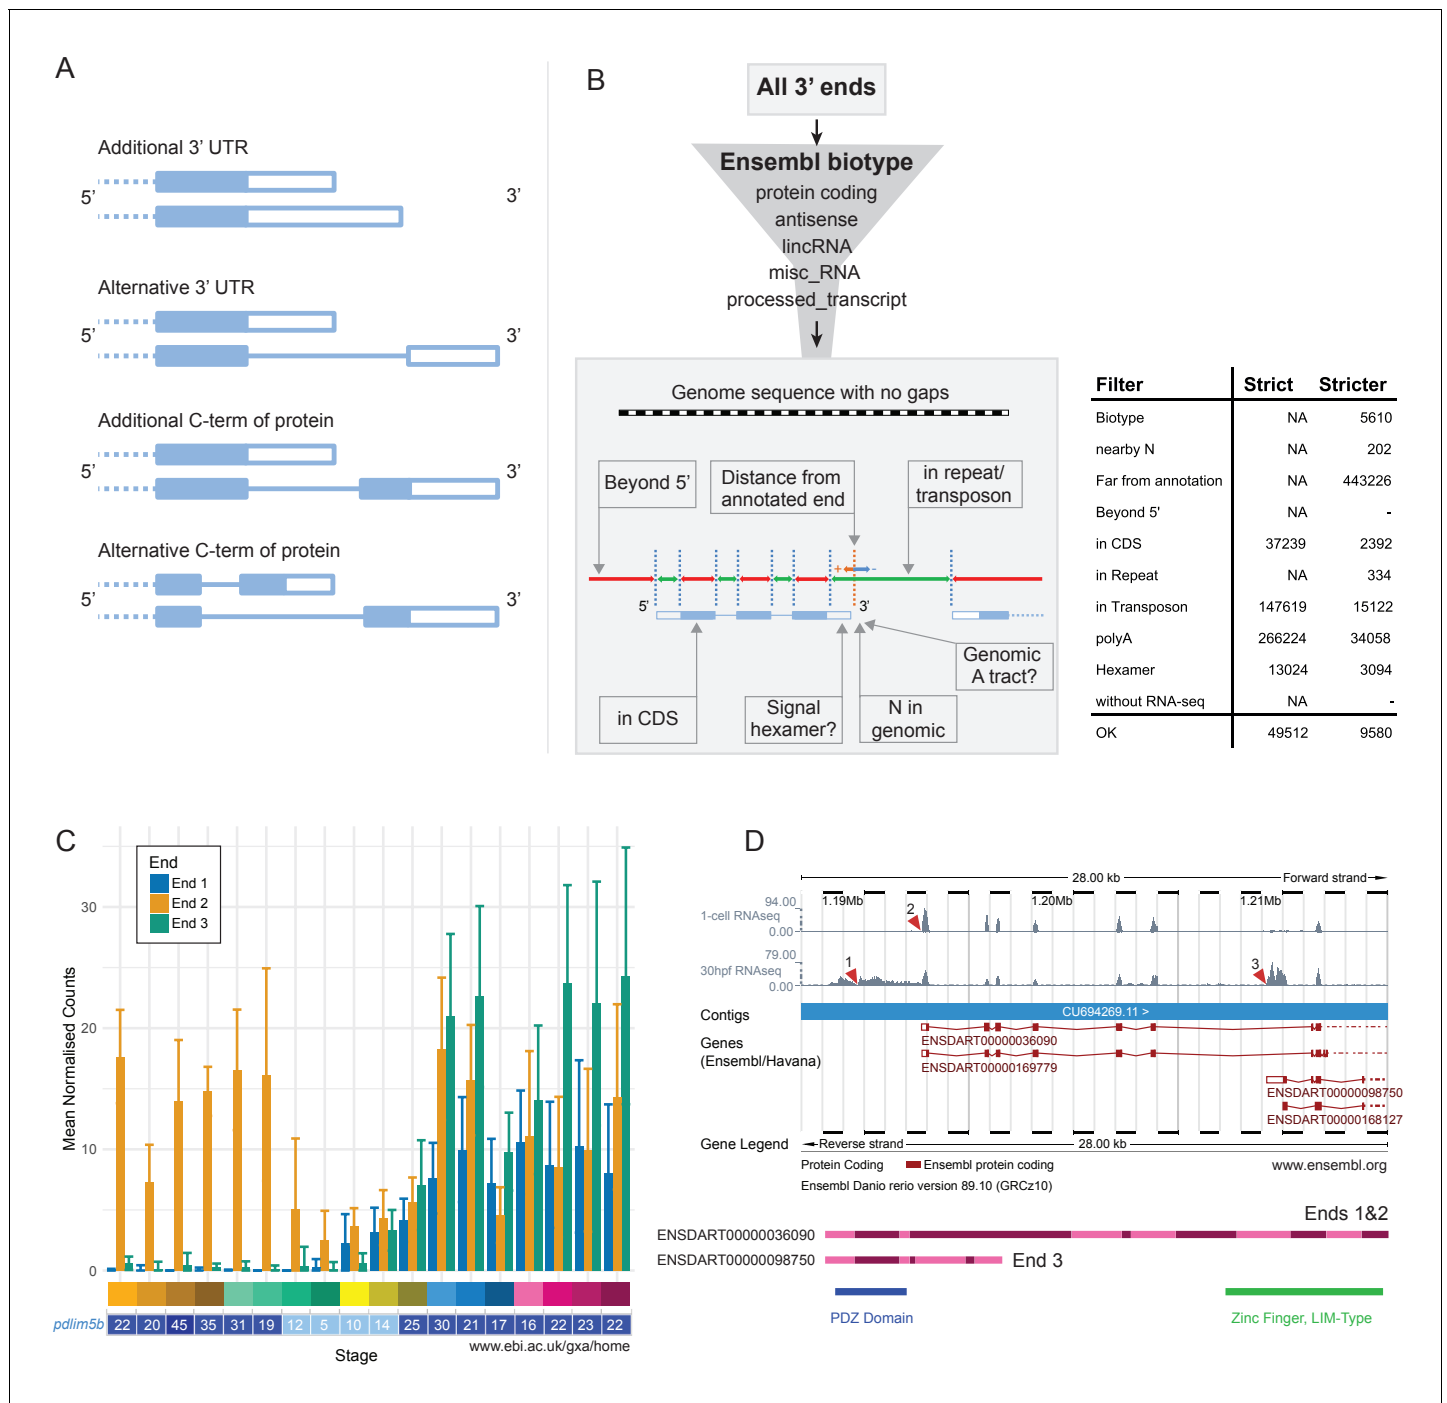 A
Additional 3' UTR
5'
3'
Alternative 3' UTR
5'
3'
Additional C-term of protein
5'
3'
Alternative C-term of protein
5'
3'
B
All 3' ends
Ensembl biotype
protein coding
antisense
lincRNA
misc_RNA
processed_transcript
Genome sequence with no gaps
Beyond 5'
Distance from
annotated end
in repeat/
transposon
+ -
5' 3'
Genomic
A tract?
in CDS
Signal
hexamer?
N in
genomic
Filter Strict Stricter
Biotype NA 5610
nearby N NA 202
Far from annotation NA 443226
Beyond 5' NA -
in CDS 37239 2392
in Repeat NA 334
in Transposon 147619 15122
polyA 266224 34058
Hexamer 13024 3094
without RNA-seq NA -
OK 49512 9580
C
End
End 1
End 2
End 3
30
20
10
0
Mean Normalised Counts
pdlim5b 22 20 45 35 31 19 12 5 10 14 25 30 21 17 16 22 23 22
www.ebi.ac.uk/gxa/home
Stage
D
28.00 kb Forward strand
1.19Mb 1.20Mb 1.21Mb
94.00
1-cell RNAseq
0.00
2
79.00
30hpf RNAseq
0.00
1
3
Contigs
CU694269.11 >
Genes
(Ensembl/Havana)
ENSDART00000036090
ENSDART00000169779
ENSDART00000098750
ENSDART00000168127
Gene Legend
Reverse strand 28.00 kb
Protein Coding Ensembl protein coding www.ensembl.org
Ensembl Danio rerio version 89.10 (GRCz10)
Ends 1&2
ENSDART00000036090
ENSDART00000098750 End 3
PDZ Domain Zinc Finger, LIM-Type